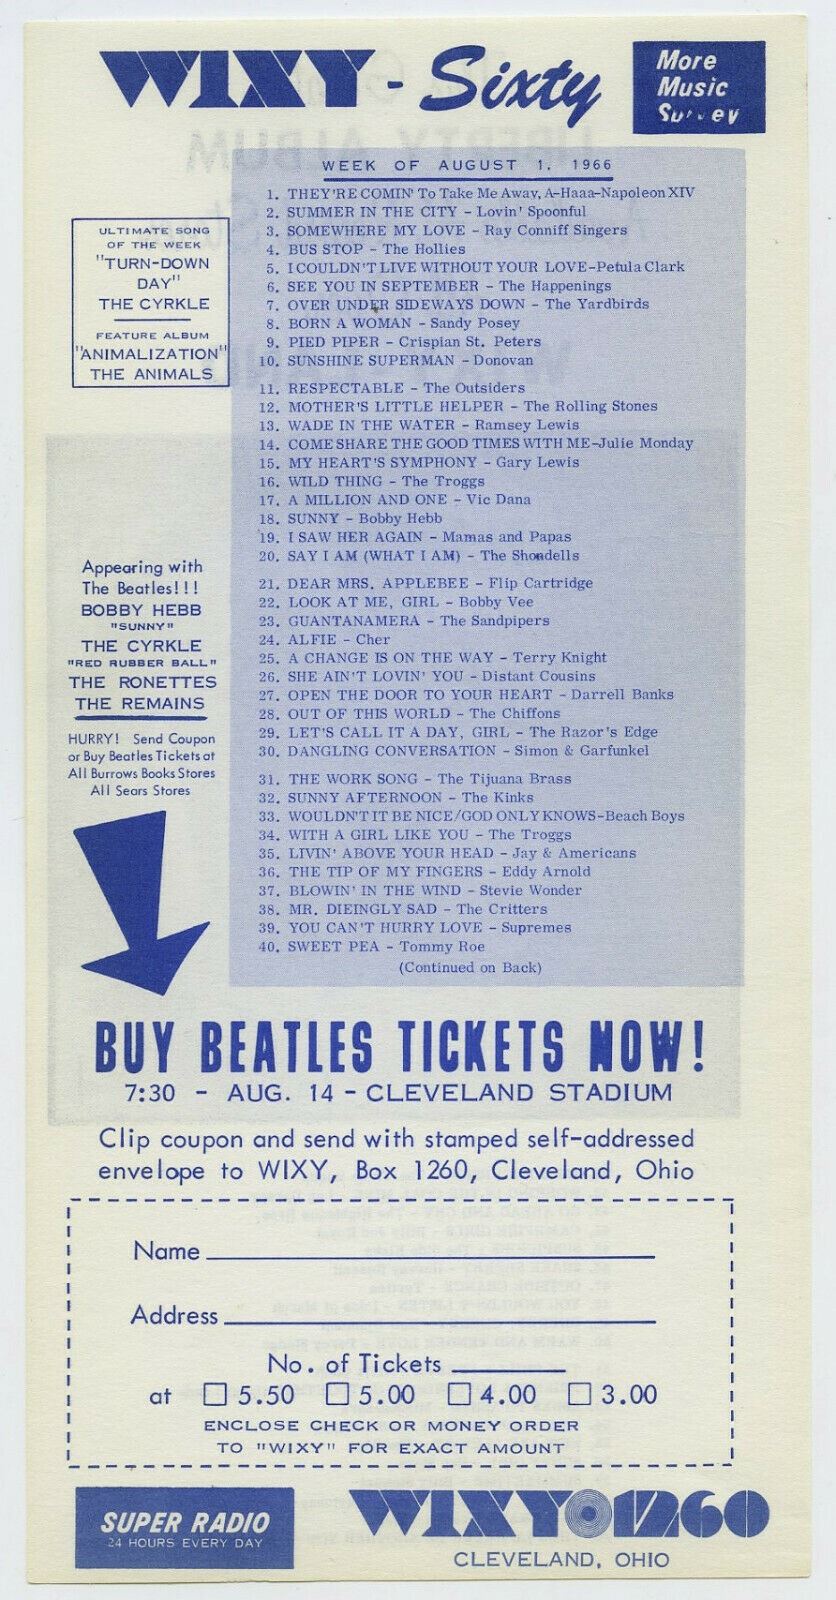 WIXY - Sixty
More
Music
Survey
WEEK OF AUGUST 1, 1966
ULTIMATE SONG
OF THE WEEK
"TURN-DOWN
DAY"
THE CYRKLE
FEATURE ALBUM
"ANIMALIZATION"
THE ANIMALS
1. THEY'RE COMIN' To Take Me Away, A-Haaa-Napoleon XIV
2. SUMMER IN THE CITY - Lovin' Spoonful
3. SOMEWHERE MY LOVE - Ray Conniff Singers
4. BUS STOP - The Hollies
5. I COULDN'T LIVE WITHOUT YOUR LOVE-Petula Clark
6. SEE YOU IN SEPTEMBER - The Happenings
7. OVER UNDER SIDEWAYS DOWN - The Yardbirds
8. BORN A WOMAN - Sandy Posey
9. PIED PIPER - Crispian St. Peters
10. SUNSHINE SUPERMAN - Donovan
11. RESPECTABLE - The Outsiders
12. MOTHER'S LITTLE HELPER - The Rolling Stones
13. WADE IN THE WATER - Ramsey Lewis
14. COME SHARE THE GOOD TIMES WITH ME-Julie Monday
15. MY HEART'S SYMPHONY - Gary Lewis
16. WILD THING - The Troggs
17. A MILLION AND ONE - Vic Dana
18. SUNNY - Bobby Hebb
19. I SAW HER AGAIN - Mamas and Papas
20. SAY I AM (WHAT I AM) - The Shondells
21. DEAR MRS. APPLEBEE - Flip Cartridge
22. LOOK AT ME, GIRL - Bobby Vee
23. GUANTANAMERA - The Sandpipers
24. ALFIE - Cher
25. A CHANGE IS ON THE WAY - Terry Knight
26. SHE AIN'T LOVIN' YOU - Distant Cousins
27. OPEN THE DOOR TO YOUR HEART - Darrell Banks
28. OUT OF THIS WORLD - The Chiffons
29. LET'S CALL IT A DAY, GIRL - The Razor's Edge
30. DANGLING CONVERSATION - Simon & Garfunkel
31. THE WORK SONG - The Tijuana Brass
32. SUNNY AFTERNOON - The Kinks
33. WOULDN'T IT BE NICE/GOD ONLY KNOWS-Beach Boys
34. WITH A GIRL LIKE YOU - The Troggs
35. LIVIN' ABOVE YOUR HEAD - Jay & Americans
36. THE TIP OF MY FINGERS - Eddy Arnold
37. BLOWIN' IN THE WIND - Stevie Wonder
38. MR. DIEINGLY SAD - The Critters
39. YOU CAN'T HURRY LOVE - Supremes
40. SWEET PEA - Tommy Roe
(Continued on Back)
Appearing with
The Beatles!!!
BOBBY HEBB
"SUNNY"
THE CYRKLE
"RED RUBBER BALL"
THE RONETTES
THE REMAINS
HURRY! Send Coupon
or Buy Beatles Tickets at
All Burrows Books Stores
All Sears Stores
BUY BEATLES TICKETS NOW!
7:30 - AUG. 14 - CLEVELAND STADIUM
Clip coupon and send with stamped self-addressed
envelope to WIXY, Box 1260, Cleveland, Ohio
Name
Address
No. of Tickets
at 5.50 5.00 4.00 3.00
ENCLOSE CHECK OR MONEY ORDER
TO "WIXY" FOR EXACT AMOUNT
SUPER RADIO
24 HOURS EVERY DAY
WIXY 1260
CLEVELAND, OHIO